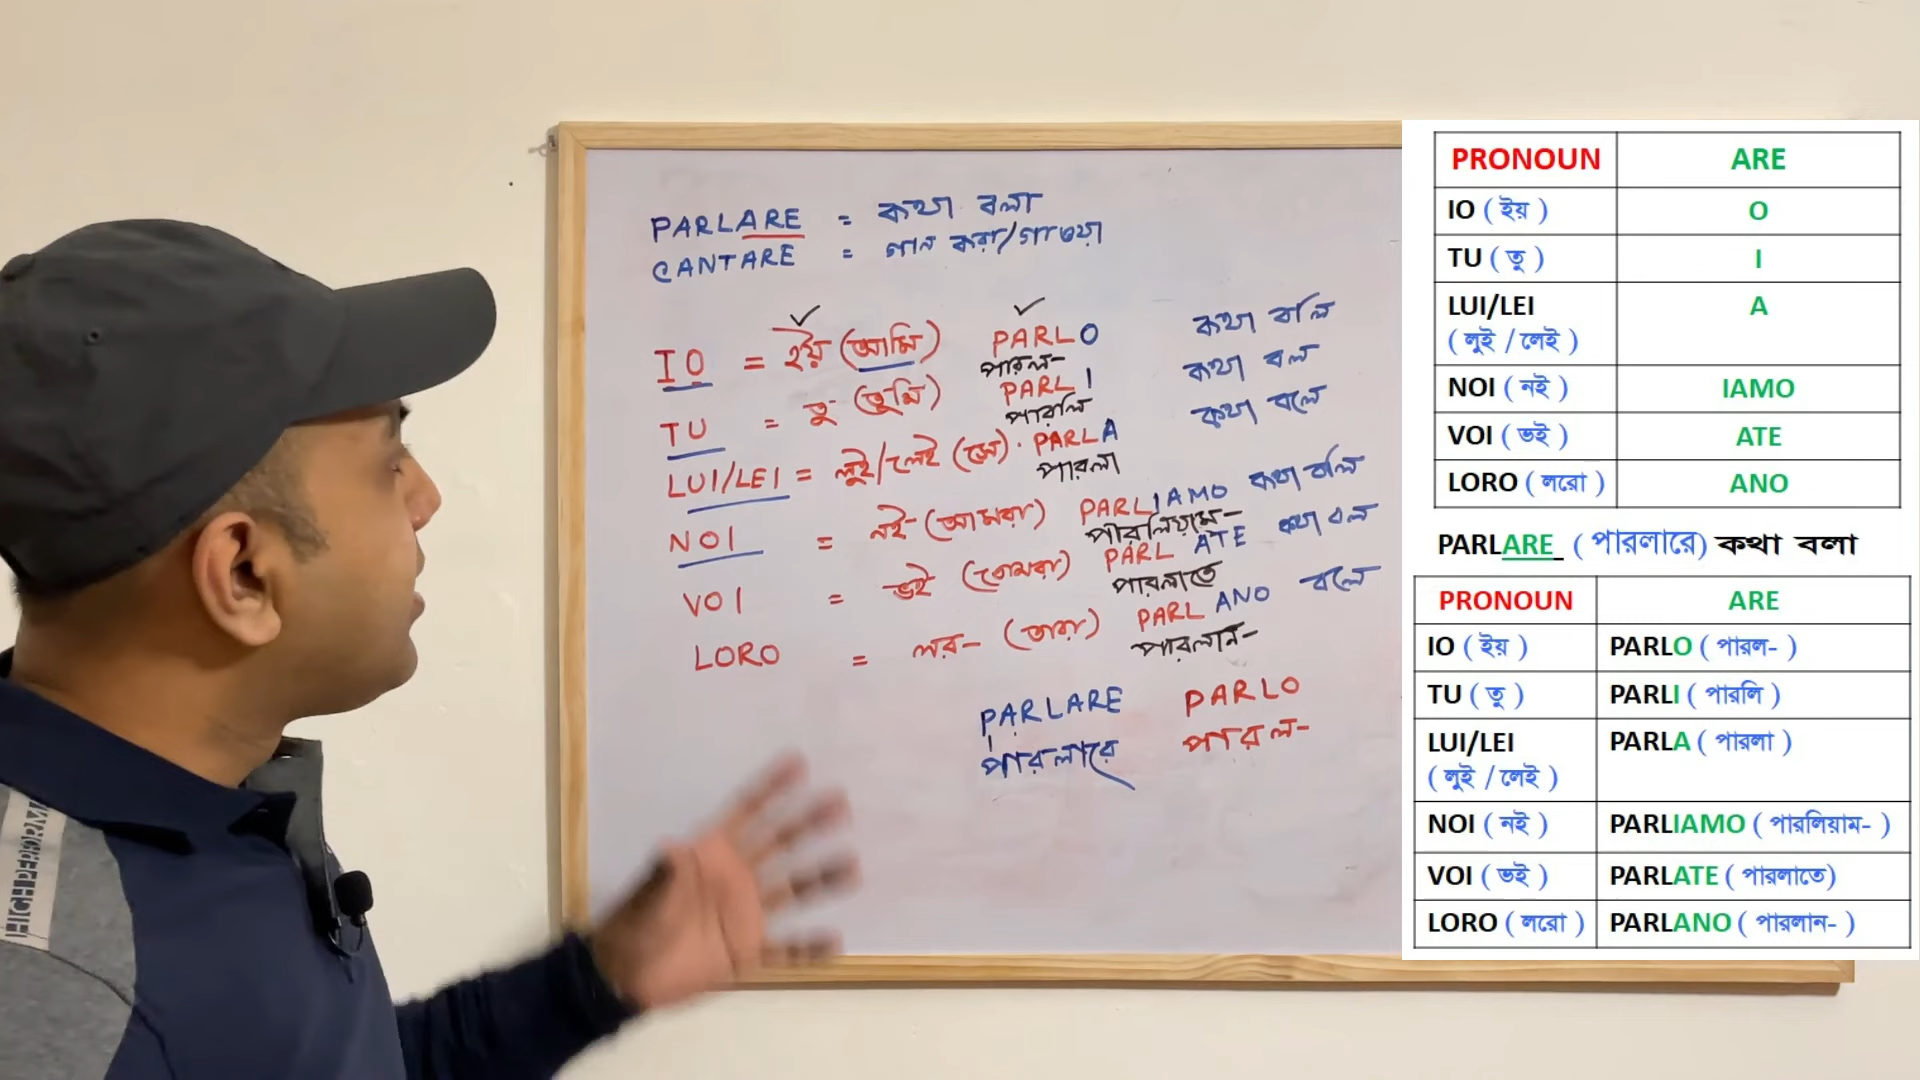 PARLARE = কথা বলা
CANTARE = গান করা/গাওয়া
IO = ইয় (আমি) PARLO কথা বলি
পারল-
TU = তু (তুমি) PARLI কথা বল
পারলি
LUI/LEI = লুই/লেই (সে) PARLA কথা বলে
পারলা
NOI = নই- (আমরা) PARLIAMO কথা বলি
পারলিয়াম-
VOI = ভই (তোমরা) PARLATE কথা বল
পারলাতে
LORO = লর- (তারা) PARLANO বলে
পারলান-
PARLARE PARLO
পারলারে পারল-
PRONOUN ARE
IO ( ইয় ) O
TU ( তু ) I
LUI/LEI A
( লুই / লেই )
NOI ( নই ) IAMO
VOI ( ভই ) ATE
LORO ( লরো ) ANO
PARLARE ( পারলারে) কথা বলা
PRONOUN ARE
IO ( ইয় ) PARLO ( পারল- )
TU ( তু ) PARLI ( পারলি )
LUI/LEI PARLA ( পারলা )
( লুই / লেই )
NOI ( নই ) PARLIAMO ( পারলিয়াম- )
VOI ( ভই ) PARLATE ( পারলাতে)
LORO ( লরো ) PARLANO ( পারলান- )
HIGH PERFORM